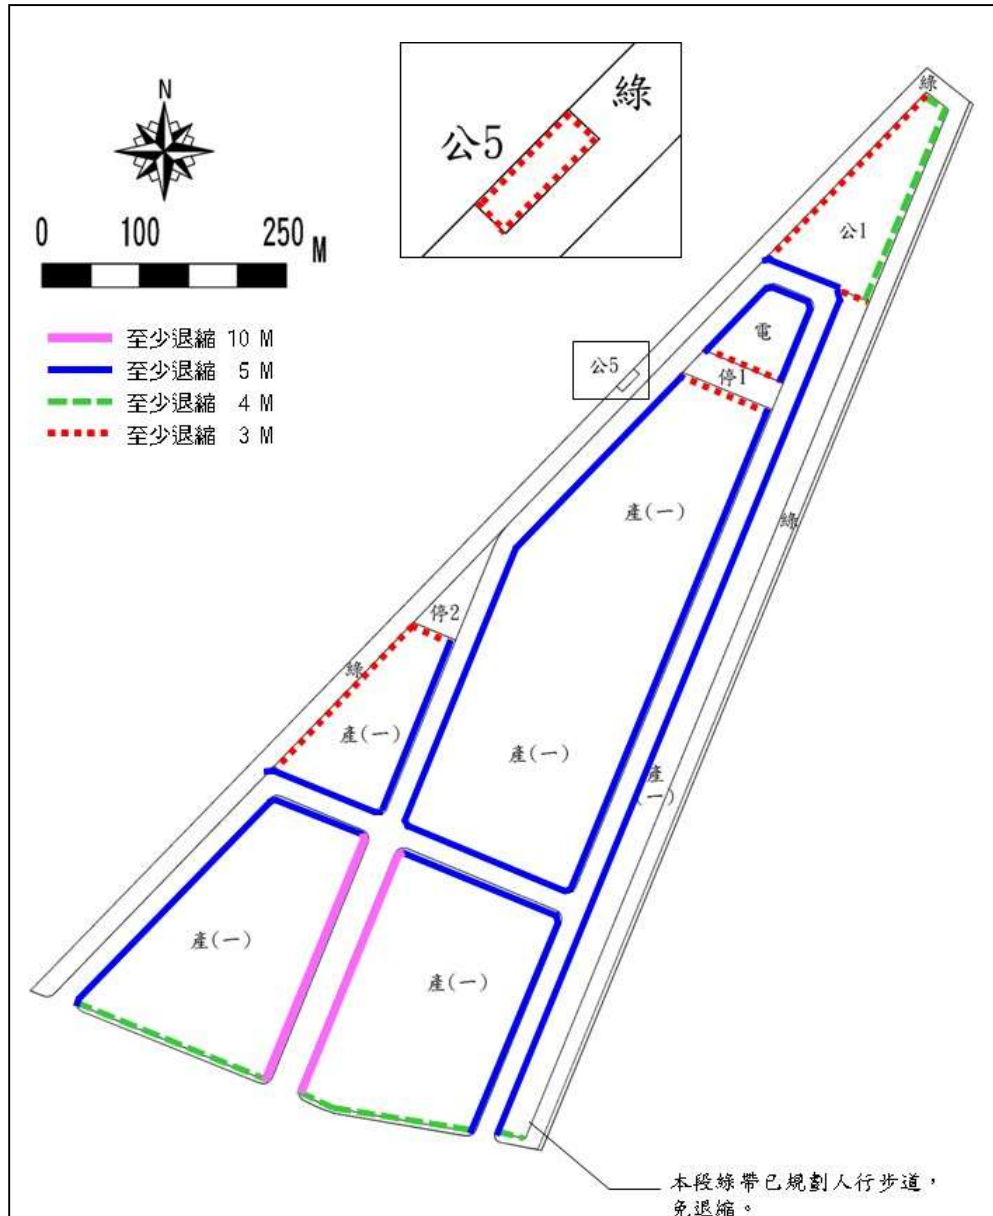 N
0 100 250 M
至少退縮 10 M
至少退縮 5 M
至少退縮 4 M
至少退縮 3 M
公5
綠
綠
公1
電
停1
公5
產(一)
綠
停2
綠
產(一)
產(一)
產(一)
產(一)
產(一)
本段綠帶已規劃人行步道，
免退縮。